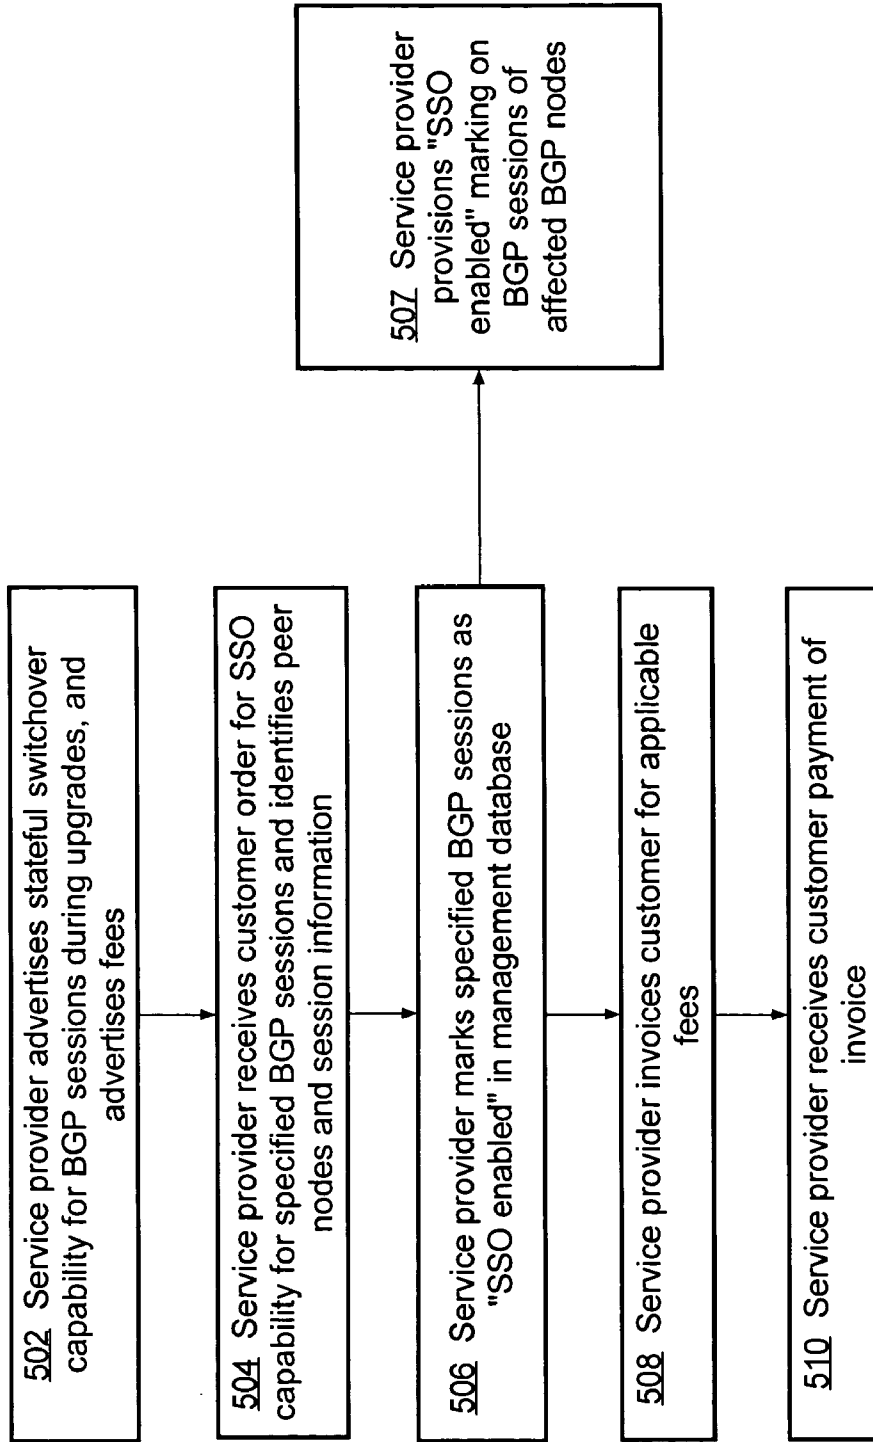 502 Service provider advertises stateful switchover
capability for BGP sessions during upgrades, and
advertises fees
504 Service provider receives customer order for SSO
capability for specified BGP sessions and identifies peer
nodes and session information
506 Service provider marks specified BGP sessions as
"SSO enabled" in management database
507 Service provider
provisions "SSO
enabled" marking on
BGP sessions of
affected BGP nodes
508 Service provider invoices customer for applicable
fees
510 Service provider receives customer payment of
invoice